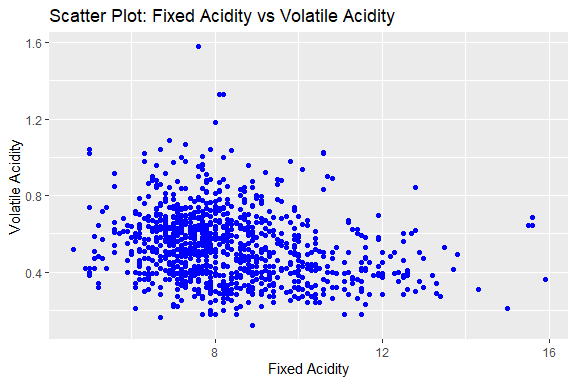 Scatter Plot: Fixed Acidity vs Volatile Acidity
1.6
1.2
0.8
0.4
Volatile Acidity
8
12
16
Fixed Acidity